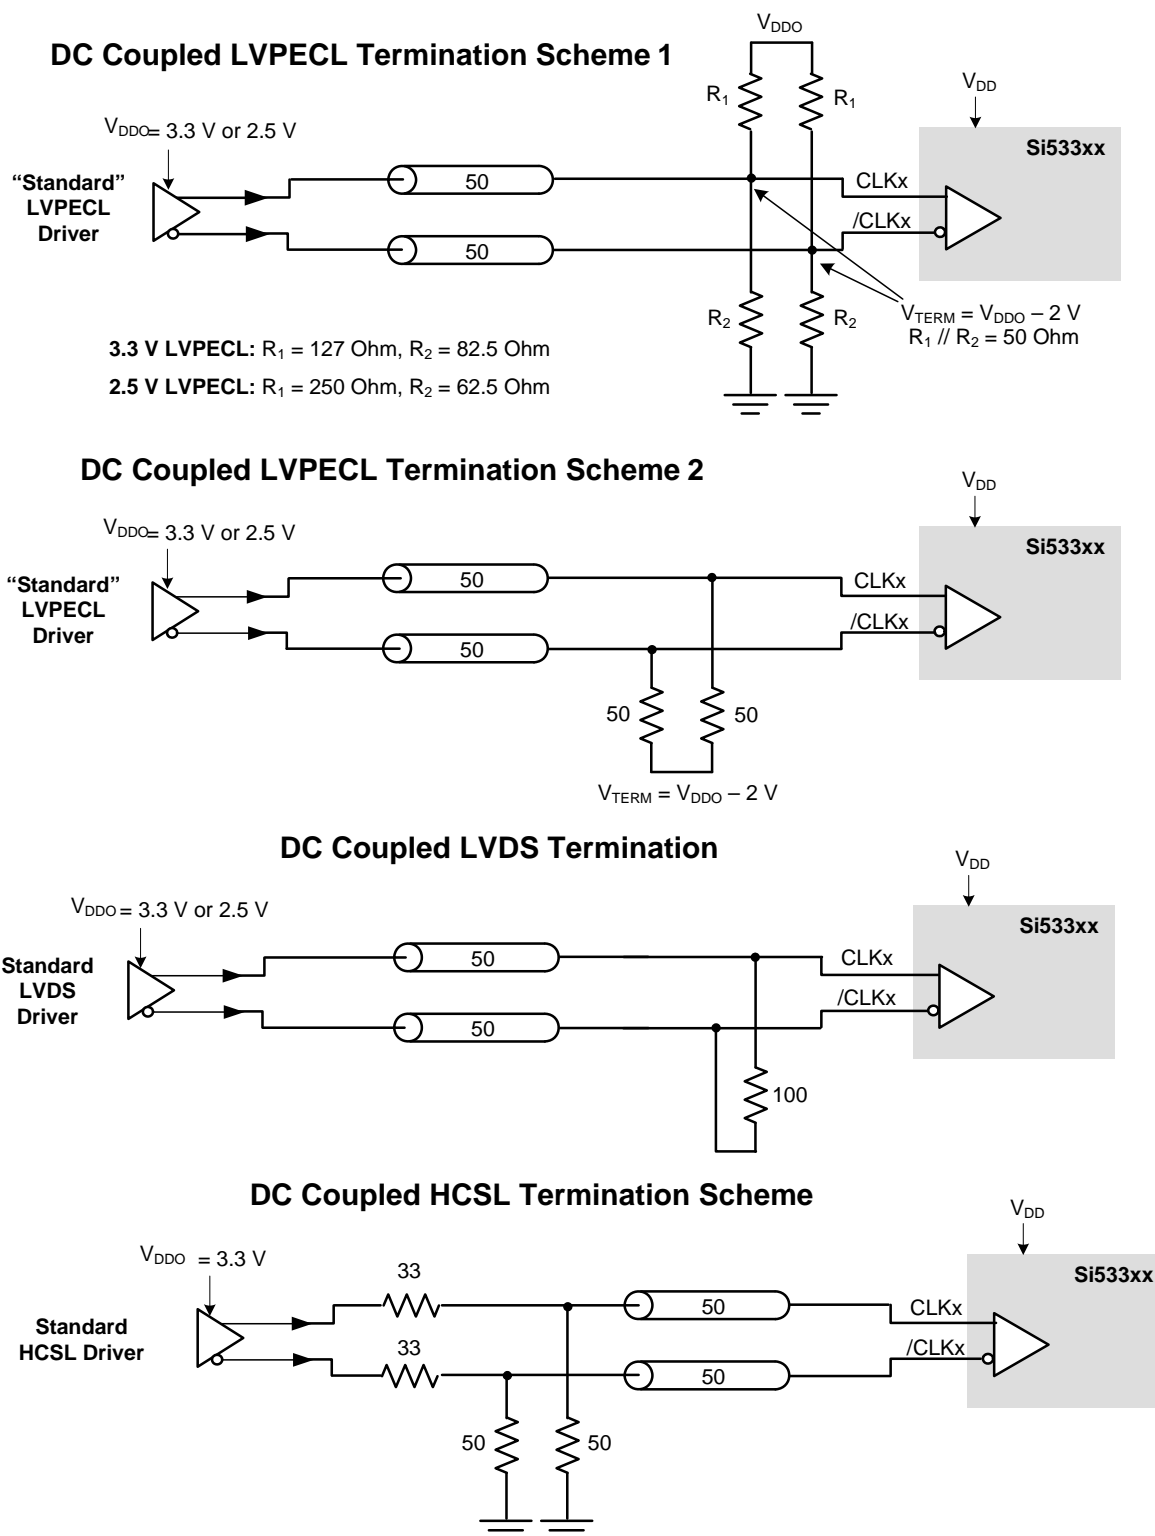 DC Coupled LVPECL Termination Scheme 1
VDDO
R1
R1
VDD
VDDO= 3.3 V or 2.5 V
Si533xx
“Standard”
LVPECL
Driver
50
CLKx
50
/CLKx
R2
R2
VTERM = VDDO – 2 V
R1 // R2 = 50 Ohm
3.3 V LVPECL: R1 = 127 Ohm, R2 = 82.5 Ohm
2.5 V LVPECL: R1 = 250 Ohm, R2 = 62.5 Ohm
DC Coupled LVPECL Termination Scheme 2
VDD
VDDO= 3.3 V or 2.5 V
Si533xx
“Standard”
LVPECL
Driver
50
CLKx
50
/CLKx
50
50
VTERM = VDDO – 2 V
DC Coupled LVDS Termination
VDD
VDDO = 3.3 V or 2.5 V
Si533xx
Standard
LVDS
Driver
50
CLKx
50
/CLKx
100
DC Coupled HCSL Termination Scheme
VDD
VDDO = 3.3 V
Si533xx
Standard
HCSL Driver
33
50
CLKx
33
50
/CLKx
50
50